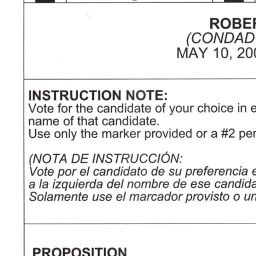 ROBER
(CONDAD
MAY 10, 200
INSTRUCTION NOTE:
Vote for the candidate of your choice in e
name of that candidate.
Use only the marker provided or a #2 pen
(NOTA DE INSTRUCCIÓN:
Vote por el candidato de su preferencia e
a la izquierda del nombre de ese candida
Solamente use el marcador provisto o un
PROPOSITION